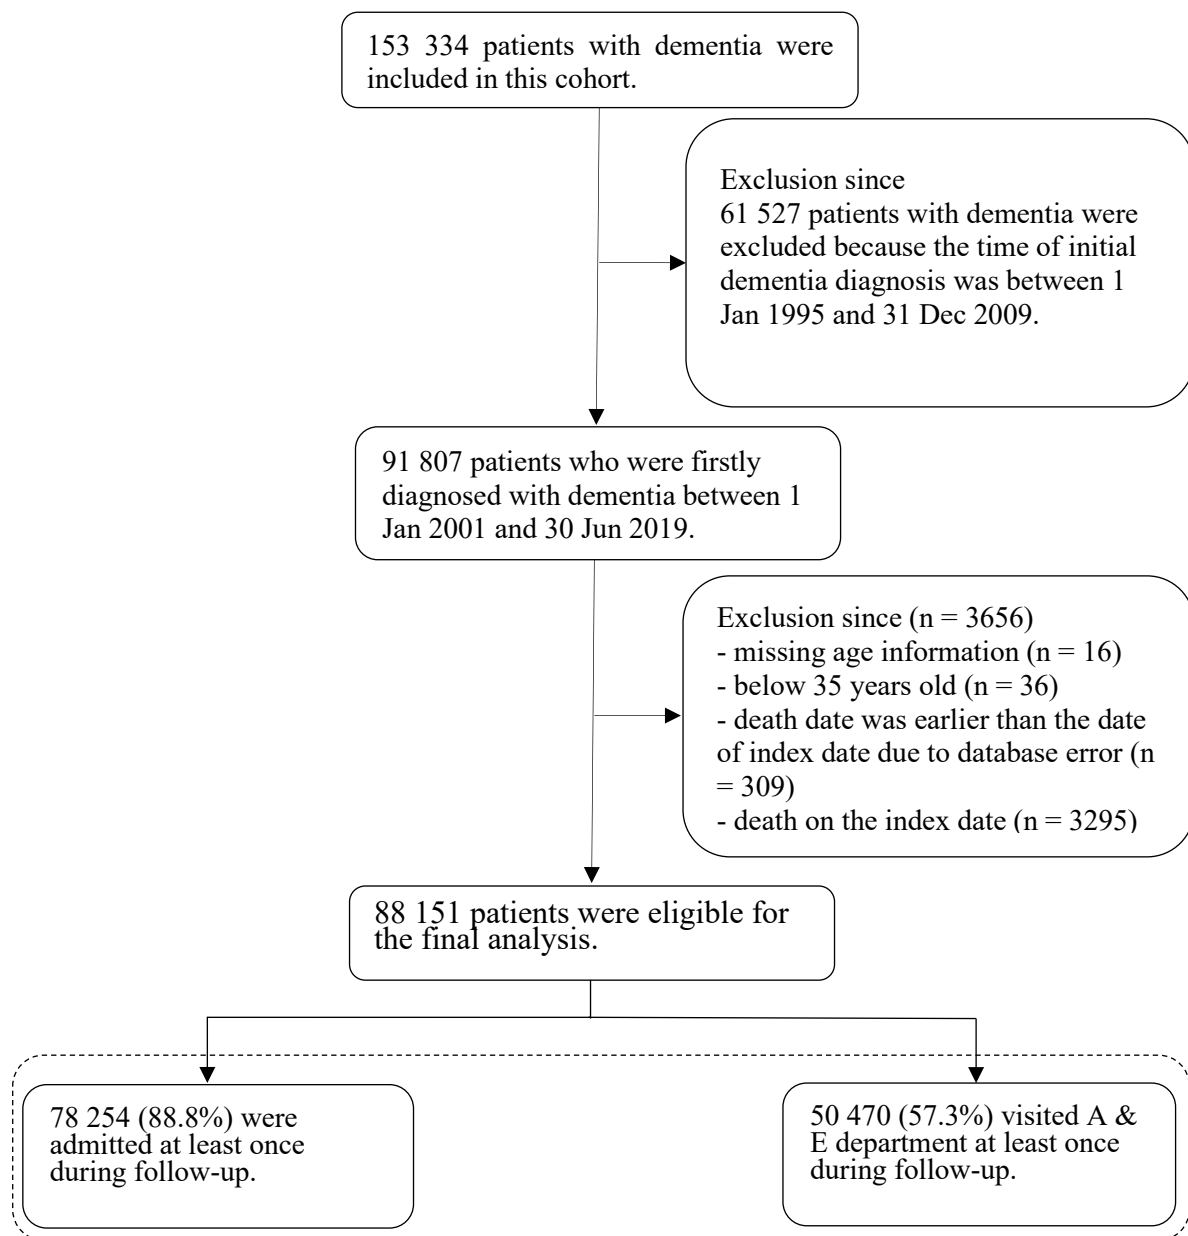 153 334 patients with dementia were
included in this cohort.
Exclusion since
61 527 patients with dementia were
excluded because the time of initial
dementia diagnosis was between 1
Jan 1995 and 31 Dec 2009.
91 807 patients who were firstly
diagnosed with dementia between 1
Jan 2001 and 30 Jun 2019.
Exclusion since (n = 3656)
- missing age information (n = 16)
- below 35 years old (n = 36)
- death date was earlier than the date
of index date due to database error (n
= 309)
- death on the index date (n = 3295)
88 151 patients were eligible for
the final analysis.
78 254 (88.8%) were
admitted at least once
during follow-up.
50 470 (57.3%) visited A &
E department at least once
during follow-up.